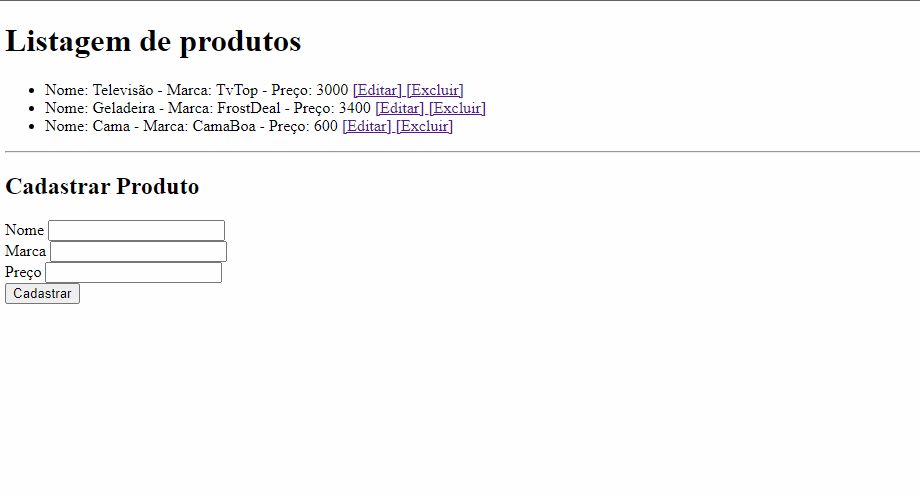 Listagem de produtos
Nome: Televisão - Marca: TvTop - Preço: 3000 [Editar] [Excluir]
Nome: Geladeira - Marca: FrostDeal - Preço: 3400 [Editar] [Excluir]
Nome: Cama - Marca: CamaBoa - Preço: 600 [Editar] [Excluir]
Cadastrar Produto
Nome
Marca
Preço
Cadastrar